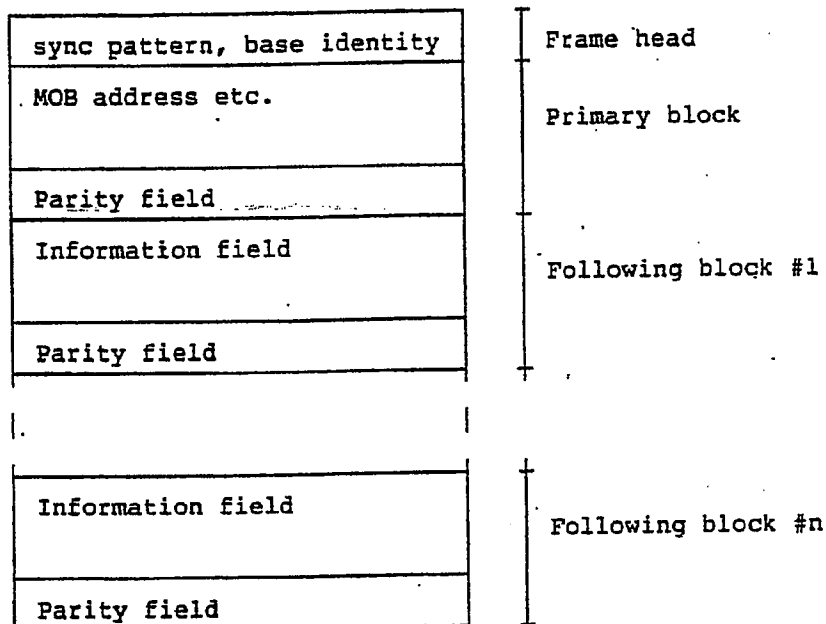 sync pattern, base identity
Frame head
MOB address etc.
Primary block
Parity field
Information field
Following block #1
Parity field
Information field
Following block #n
Parity field